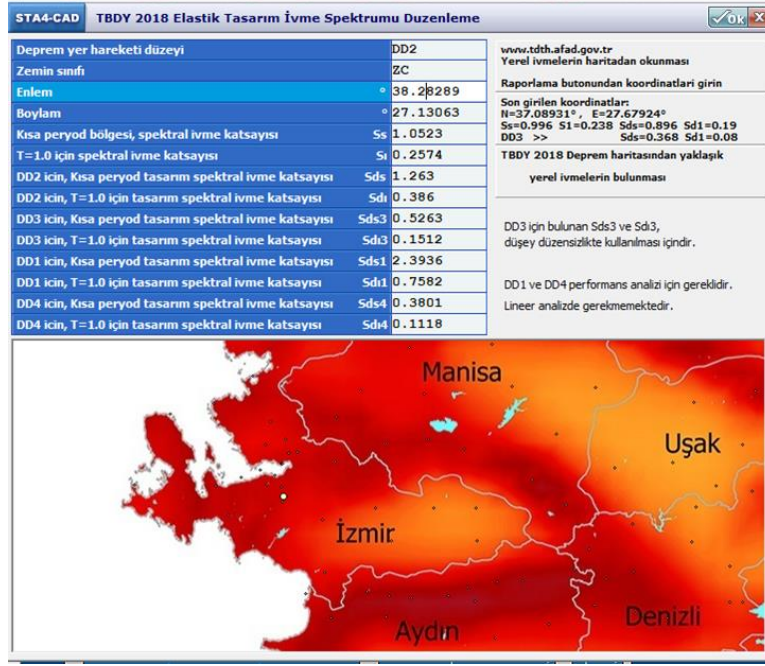 STA4-CAD TBDY 2018 Elastik Tasarım İvme Spektrumu Duzenleme
OK X
Deprem yer hareketi düzeyi DD2
Zemin sınıfı ZC
Enlem ° 38.28289
Boylam ° 27.13063
Kısa peryod bölgesi, spektral ivme katsayısı Ss 1.0523
T=1.0 için spektral ivme katsayısı Sı 0.2574
DD2 icin, Kısa peryod tasarım spektral ivme katsayısı Sds 1.263
DD2 icin, T=1.0 için tasarım spektral ivme katsayısı Sdı 0.386
DD3 icin, Kısa peryod tasarım spektral ivme katsayısı Sds3 0.5263
DD3 icin, T=1.0 için tasarım spektral ivme katsayısı Sdı3 0.1512
DD1 icin, Kısa peryod tasarım spektral ivme katsayısı Sds1 2.3936
DD1 icin, T=1.0 için tasarım spektral ivme katsayısı Sdı1 0.7582
DD4 icin, Kısa peryod tasarım spektral ivme katsayısı Sds4 0.3801
DD4 icin, T=1.0 için tasarım spektral ivme katsayısı Sdı4 0.1118
www.tdth.afad.gov.tr
Yerel ivmelerin haritadan okunması
Raporlama butonundan koordinatlari girin
Son girilen koordinatlar:
N=37.08931° , E=27.67924°
Ss=0.996 S1=0.238 Sds=0.896 Sd1=0.19
DD3 >> Sds=0.368 Sd1=0.08
TBDY 2018 Deprem haritasından yaklaşık
yerel ivmelerin bulunması
DD3 için bulunan Sds3 ve Sdı3,
düşey düzensizlikte kullanılması içindir.
DD1 ve DD4 performans analizi için gereklidir.
Lineer analizde gerekmemektedir.
Manisa
Uşak
İzmir
Aydın
Denizli